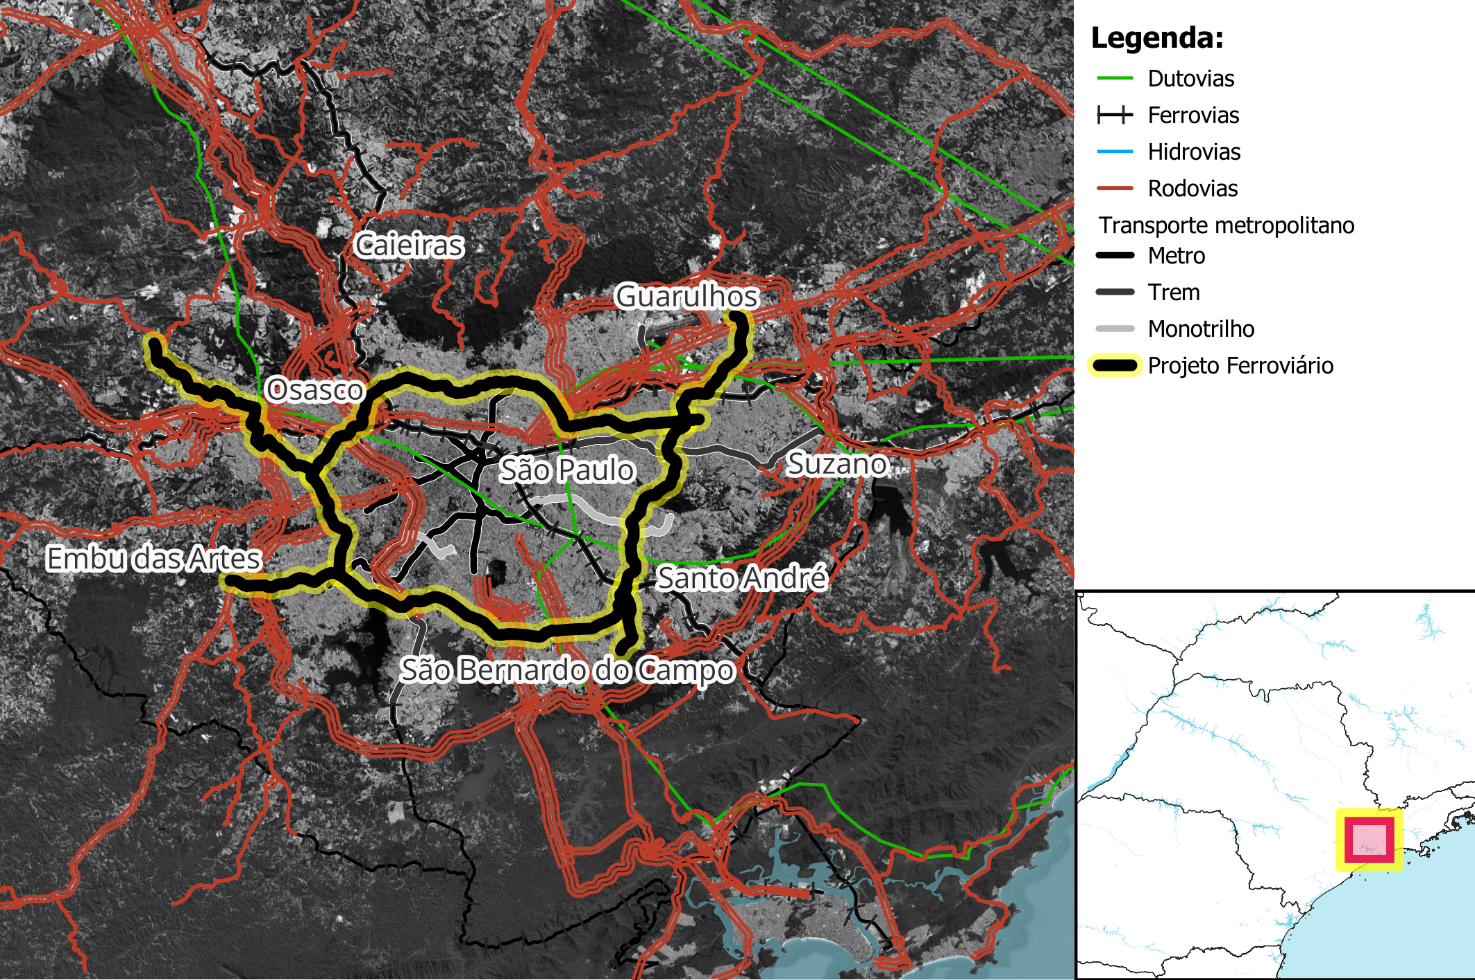 Legenda:
Dutovias
Ferrovias
Hidrovias
Rodovias
Transporte metropolitano
Metro
Trem
Monotrilho
Projeto Ferroviário
Caieiras
Guarulhos
Osasco
São Paulo
Suzano
Embu das Artes
Santo André
São Bernardo do Campo